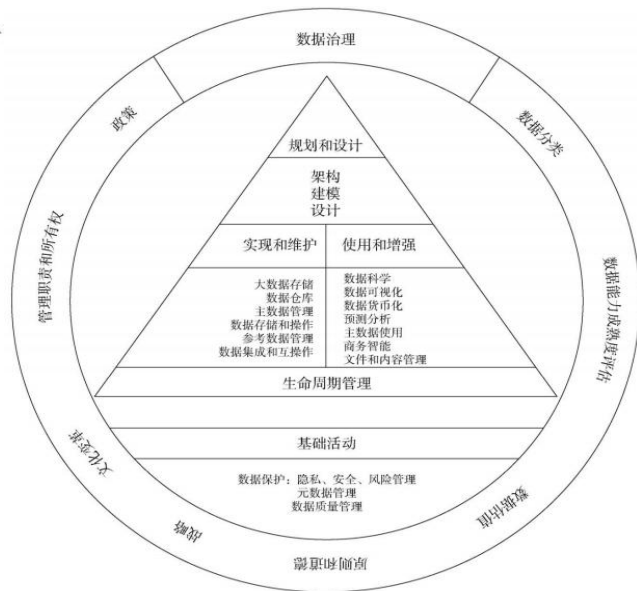 数据治理
政策
数据分类
管理职责和所有权
数据能力成熟度评估
文化变革
数据估值
战略
原则和道德
规划和设计
架构
建模
设计
实现和维护
使用和增强
大数据存储
数据仓库
主数据管理
数据存储和操作
参考数据管理
数据集成和互操作
数据科学
数据可视化
数据货币化
预测分析
主数据使用
商务智能
文件和内容管理
生命周期管理
基础活动
数据保护：隐私、安全、风险管理
元数据管理
数据质量管理